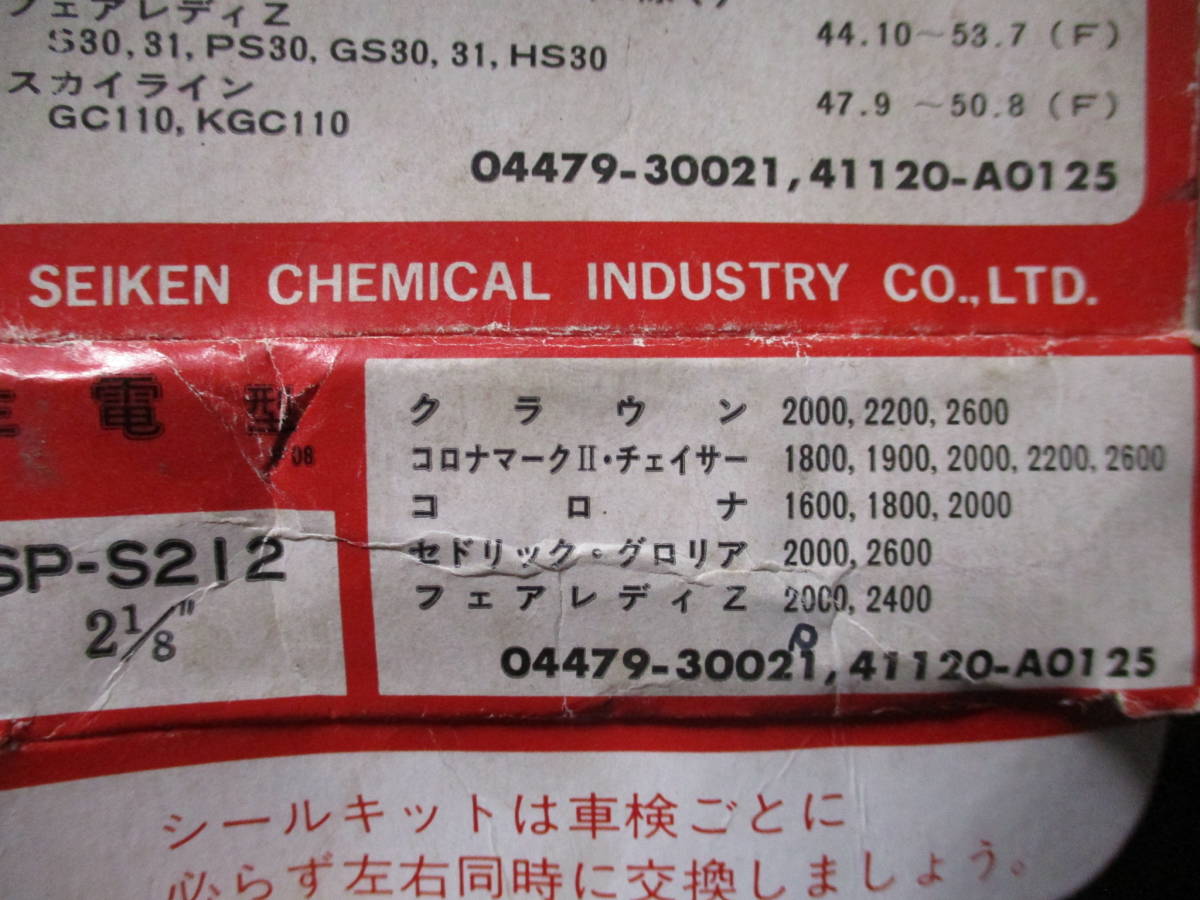 フェアレディZ
S30, 31, PS30, GS30, 31, HS30 44.10～53.7 (F)
スカイライン
GC110, KGC110 47.9 ～50.8 (F)
04479-30021, 41120-A0125
SEIKEN CHEMICAL INDUSTRY CO., LTD.
電型
08
SP-S212
2 1/8"
クラウン 2000, 2200, 2600
コロナマークII・チェイサー 1800, 1900, 2000, 2200, 2600
コロナ 1600, 1800, 2000
セドリック・グロリア 2000, 2600
フェアレディZ 2000, 2400
04479-30021, 41120-A0125
シールキットは車検ごとに
必らず左右同時に交換しましょう。